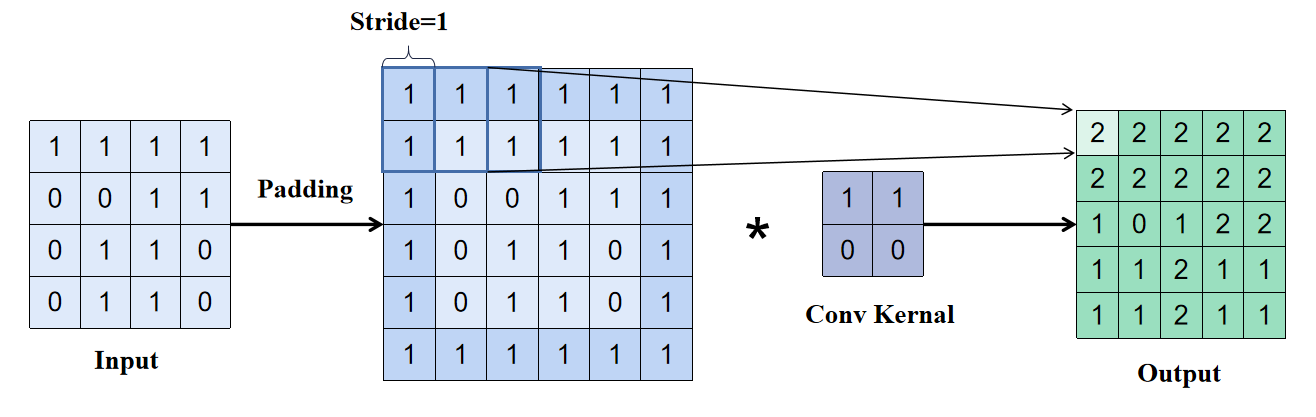 Stride=1
1 1 1 1
0 0 1 1
0 1 1 0
0 1 1 0
Input
Padding
1 1 1 1 1 1
1 1 1 1 1 1
1 0 0 1 1 1
1 0 1 1 0 1
1 0 1 1 0 1
1 1 1 1 1 1
*
1 1
0 0
Conv Kernal
2 2 2 2 2
2 2 2 2 2
1 0 1 2 2
1 1 2 1 1
1 1 2 1 1
Output